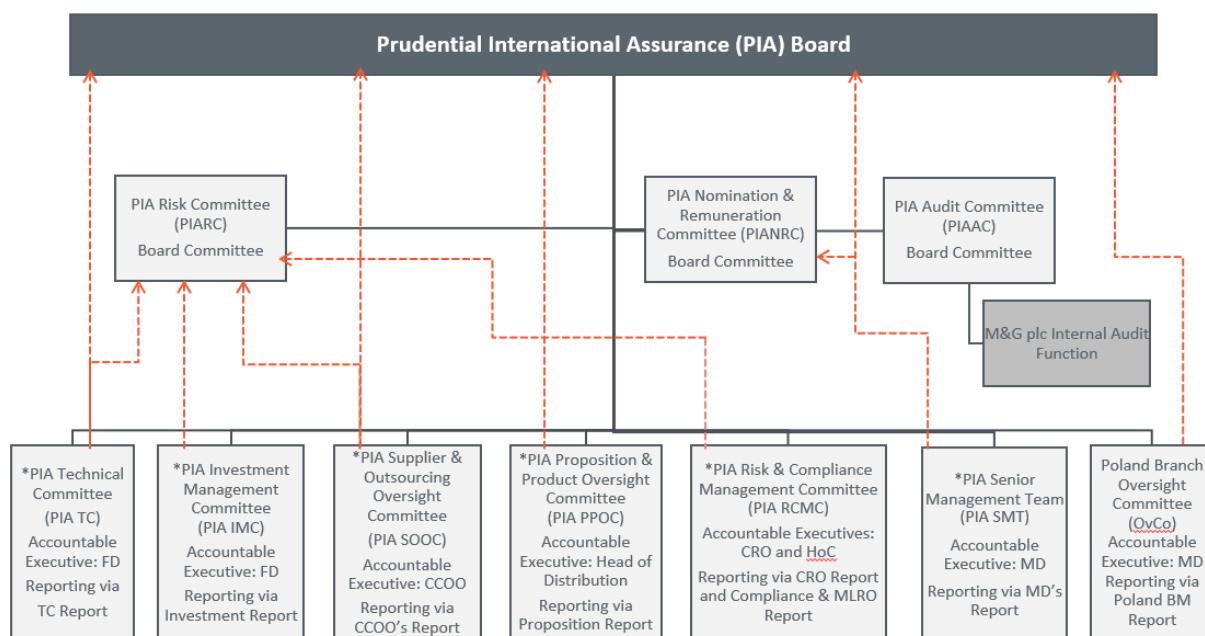 Prudential International Assurance (PIA) Board
PIA Risk Committee
(PIARC)
Board Committee
PIA Nomination &
Remuneration
Committee (PIANRC)
Board Committee
PIA Audit Committee
(PIAAC)
Board Committee
M&G plc Internal Audit
Function
*PIA Technical
Committee
(PIA TC)
Accountable
Executive: FD
Reporting via
TC Report
*PIA Investment
Management
Committee
(PIA IMC)
Accountable
Executive: FD
Reporting via
Investment Report
*PIA Supplier &
Outsourcing
Oversight
Committee
(PIA SOOC)
Accountable
Executive: CCOO
Reporting via
CCOO's Report
*PIA Proposition &
Product Oversight
Committee
(PIA PPOC)
Accountable
Executive: Head of
Distribution
Reporting via
Proposition Report
*PIA Risk & Compliance
Management Committee
(PIA RCMC)
Accountable
Executives: CRO and HoC
Reporting via CRO Report
and Compliance & MLRO
Report
*PIA Senior
Management Team
(PIA SMT)
Accountable
Executive: MD
Reporting via MD's
Report
Poland Branch
Oversight
Committee
(OvCo)
Accountable
Executive: MD
Reporting via
Poland BM
Report